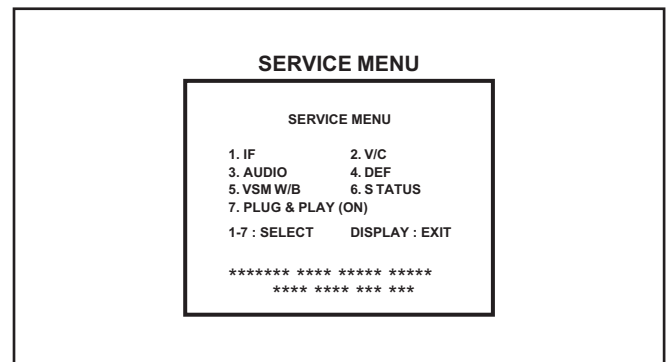 SERVICE MENU
SERVICE MENU
1. IF 2. V/C
3. AUDIO 4. DEF
5. VSM W/B 6. S TATUS
7. PLUG & PLAY (ON)
1-7 : SELECT DISPLAY : EXIT
******* **** ***** *****
**** **** *** ***